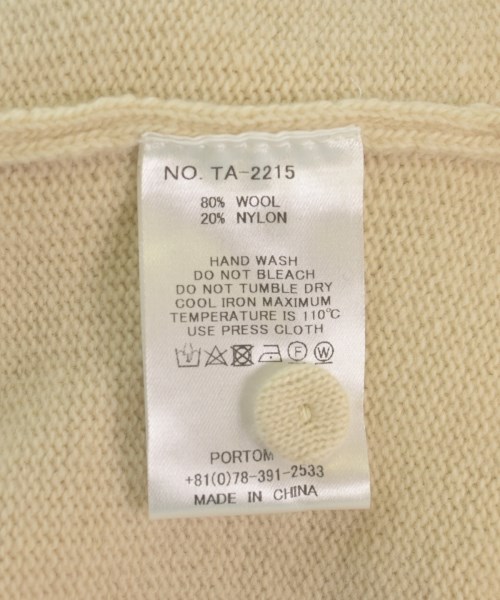 NO. TA-2215
80% WOOL
20% NYLON
HAND WASH
DO NOT BLEACH
DO NOT TUMBLE DRY
COOL IRON MAXIMUM
TEMPERATURE IS 110℃
USE PRESS CLOTH
F W
+81(0)78-391-2533
MADE IN CHINA